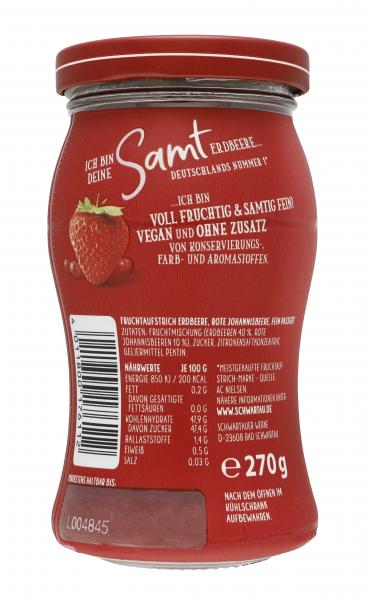 ICH BIN
DEINE
Samt
ERDBEERE...
DEUTSCHLANDS NUMMER 1*
...ICH BIN
VOLL FRUCHTIG & SAMTIG FEIN!
VEGAN UND OHNE ZUSATZ
VON KONSERVIERUNGS-,
FARB- UND AROMASTOFFEN.
FRUCHTAUFSTRICH ERDBEERE, ROTE JOHANNISBEERE, FEIN PASSIERT
ZUTATEN: FRUCHTMISCHUNG (ERDBEEREN 40 %, ROTE
JOHANNISBEEREN 10 %), ZUCKER, ZITRONENSAFTKONZENTRAT,
GELIERMITTEL PEKTIN.
NÄHRWERTE JE 100 G
ENERGIE 850 KJ / 200 KCAL
FETT 0.2 G
DAVON GESÄTTIGTE
FETTSÄUREN 0.0 G
KOHLENHYDRATE 47,9 G
DAVON ZUCKER 47,4 G
BALLASTSTOFFE 1,4 G
EIWEIß 0,5 G
SALZ 0.03 G
*MEISTGEKAUFTE FRUCHTAUF-
STRICH-MARKE - QUELLE:
AC NIELSEN.
NÄHERE INFORMATIONEN UNTER
WWW.SCHWARTAU.DE
SCHWARTAUER WERKE
D-23608 BAD SCHWARTAU
e 270g
NACH DEM ÖFFNEN IM
KÜHLSCHRANK
AUFBEWAHREN.
MINDESTENS HALTBAR BIS:
L004845